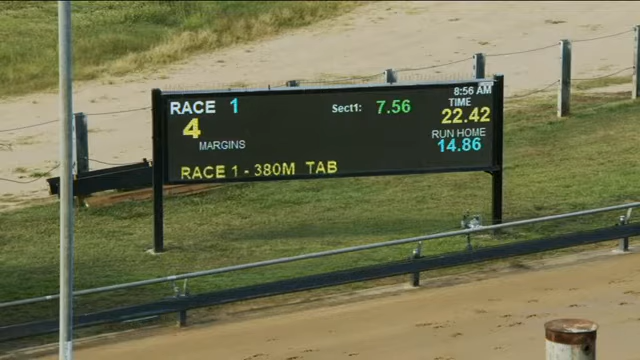 8:56 AM
RACE 1 Sect1: 7.56 TIME
4 22.42
MARGINS RUN HOME
14.86
RACE 1 - 380M TAB